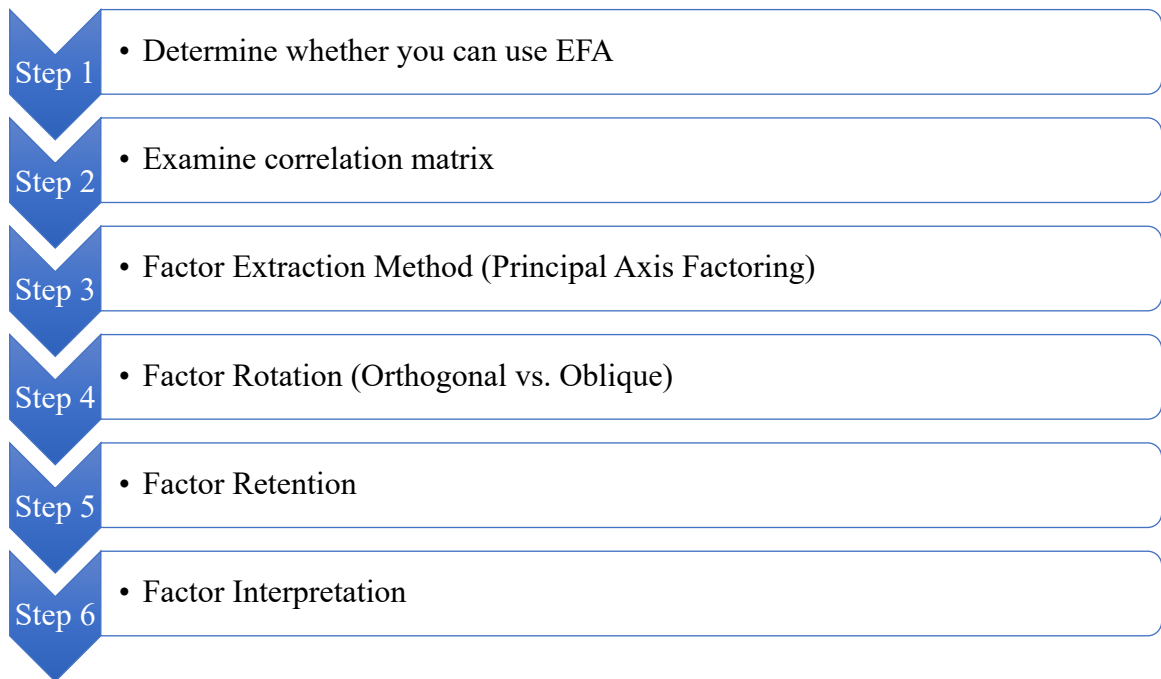 Step 1
• Determine whether you can use EFA
Step 2
• Examine correlation matrix
Step 3
• Factor Extraction Method (Principal Axis Factoring)
Step 4
• Factor Rotation (Orthogonal vs. Oblique)
Step 5
• Factor Retention
Step 6
• Factor Interpretation